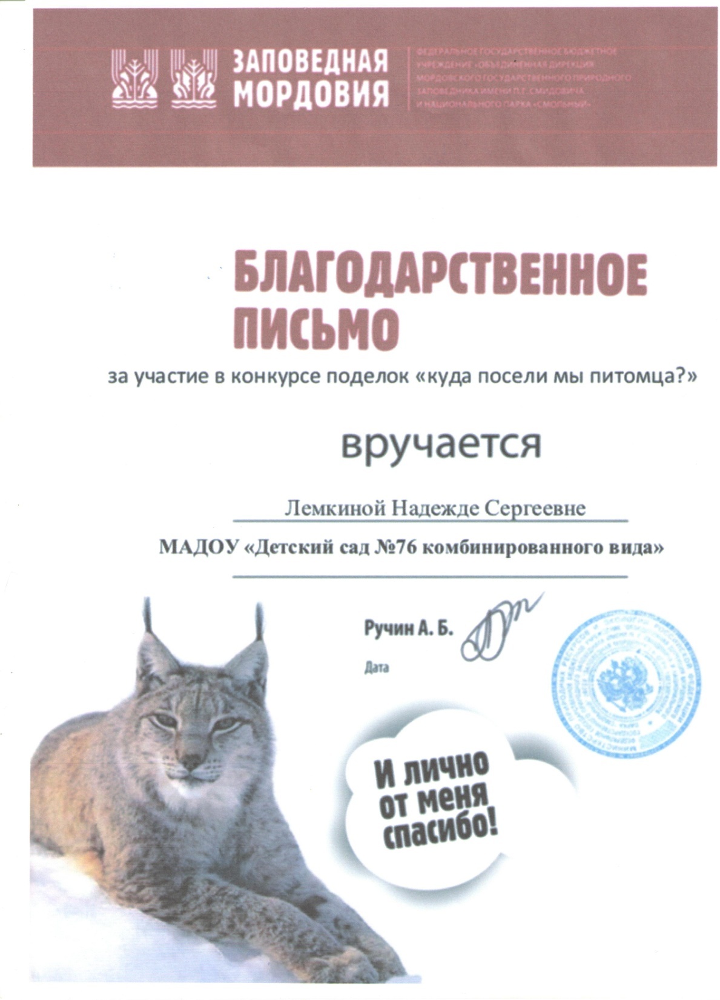 ЗАПОВЕДНАЯ
МОРДОВИЯ
ФЕДЕРАЛЬНОЕ ГОСУДАРСТВЕННОЕ БЮДЖЕТНОЕ
УЧРЕЖДЕНИЕ «ОБЪЕДИНЕННАЯ ДИРЕКЦИЯ
МОРДОВСКОГО ГОСУДАРСТВЕННОГО ПРИРОДНОГО
ЗАПОВЕДНИКА ИМЕНИ П.Г. СМИДОВИЧА
И НАЦИОНАЛЬНОГО ПАРКА «СМОЛЬНЫЙ»
БЛАГОДАРСТВЕННОЕ
ПИСЬМО
за участие в конкурсе поделок «куда посели мы питомца?»
вручается
Лемкиной Надежде Сергеевне
МАДОУ «Детский сад №76 комбинированного вида»
Ручин А. Б.
Дата
И лично
от меня
спасибо!